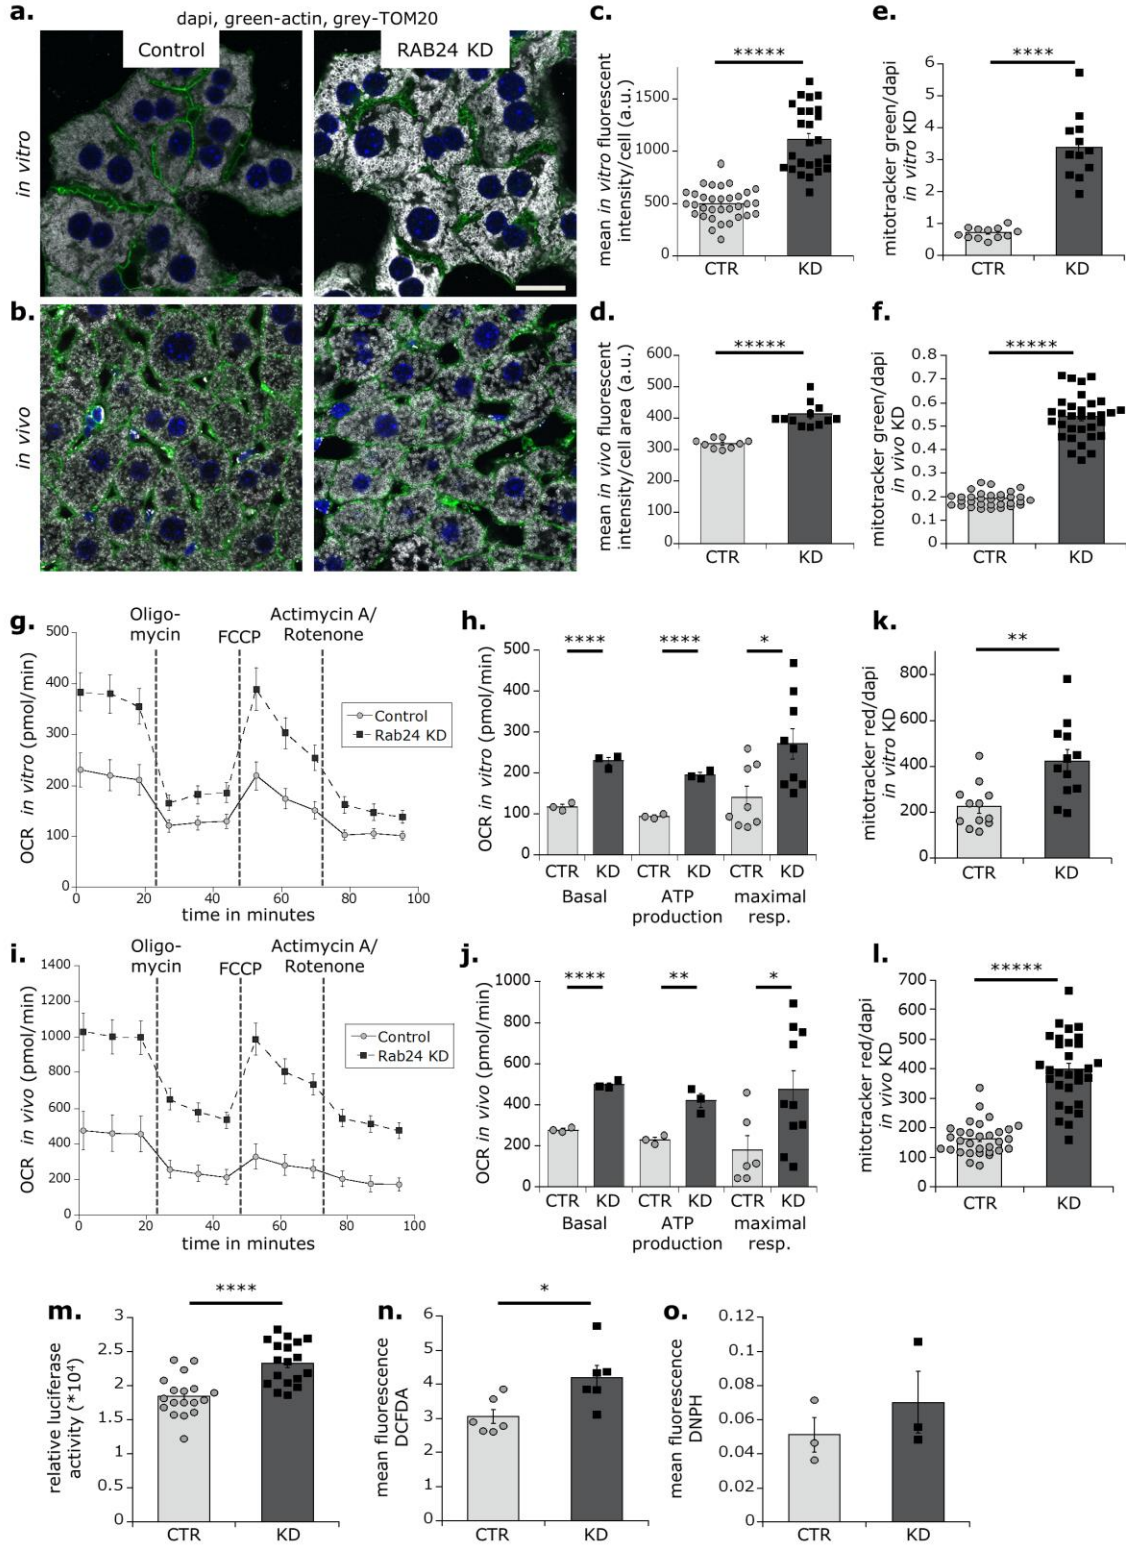 a.
dapi, green-actin, grey-TOM20
Control
RAB24 KD
in vitro
b.
in vivo
c.
*****
mean in vitro fluorescent
intensity/cell (a.u.)
1500
1000
500
0
CTR
KD
d.
*****
mean in vivo fluorescent
intensity/cell area (a.u.)
600
500
400
300
200
100
0
CTR
KD
e.
****
mitotracker green/dapi
in vitro KD
6
5
4
3
2
1
0
CTR
KD
f.
*****
mitotracker green/dapi
in vivo KD
0.8
0.7
0.6
0.5
0.4
0.3
0.2
0.1
0
CTR
KD
g.
Oligo-
mycin
FCCP
Actimycin A/
Rotenone
OCR in vitro (pmol/min)
500
400
300
200
100
0
Control
Rab24 KD
0 20 40 60 80 100
time in minutes
h.
**** **** *
OCR in vitro (pmol/min)
500
400
300
200
100
0
CTR KD CTR KD CTR KD
Basal ATP maximal
production resp.
k.
**
mitotracker red/dapi
in vitro KD
800
600
400
200
0
CTR
KD
i.
Oligo-
mycin
FCCP
Actimycin A/
Rotenone
OCR in vivo (pmol/min)
1400
1200
1000
800
600
400
200
0
Control
Rab24 KD
0 20 40 60 80 100
time in minutes
j.
**** ** *
OCR in vivo (pmol/min)
1000
800
600
400
200
0
CTR KD CTR KD CTR KD
Basal ATP maximal
production resp.
l.
*****
mitotracker red/dapi
in vivo KD
700
600
500
400
300
200
100
0
CTR
KD
m.
****
relative luciferase
activity (*10⁴)
3
2.5
2
1.5
1
0.5
0
CTR
KD
n.
*
mean fluorescence
DCFDA
6
5
4
3
2
1
0
CTR
KD
o.
mean fluorescence
DNPH
0.12
0.1
0.08
0.06
0.04
0.02
0
CTR
KD